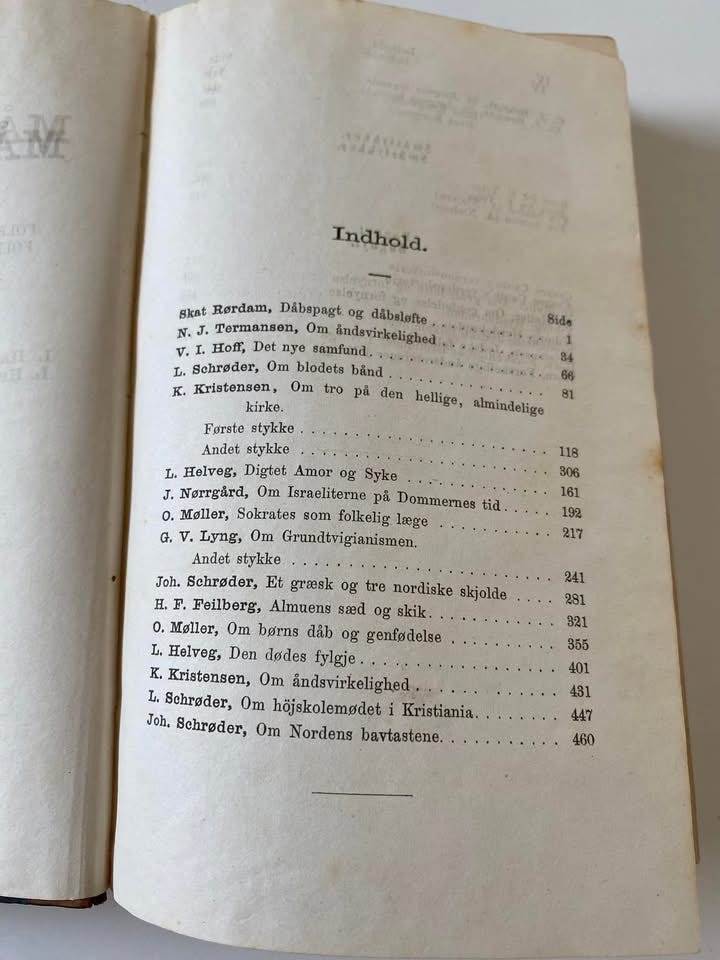 Indhold.
Side
Skat Rørdam, Dåbspagt og dåbsløfte . . . . . . . . . . 1
N. J. Termansen, Om åndsvirkelighed . . . . . . . . . . 34
V. I. Hoff, Det nye samfund . . . . . . . . . . . . . . . 66
L. Schrøder, Om blodets bånd . . . . . . . . . . . . . . 81
K. Kristensen, Om tro på den hellige, almindelige
kirke.
Første stykke . . . . . . . . . . . . . . . . . . 118
Andet stykke . . . . . . . . . . . . . . . . . . 306
L. Helveg, Digtet Amor og Syke . . . . . . . . . . . . 161
J. Nørrgård, Om Israeliterne på Dommernes tid . . . . . 192
O. Møller, Sokrates som folkelig læge . . . . . . . . . 217
G. V. Lyng, Om Grundtvigianismen.
Andet stykke . . . . . . . . . . . . . . . . . . 241
Joh. Schrøder, Et græsk og tre nordiske skjolde . . . . 281
H. F. Feilberg, Almuens sæd og skik . . . . . . . . . . 321
O. Møller, Om børns dåb og genfødelse . . . . . . . . . 355
L. Helveg, Den dødes fylgje . . . . . . . . . . . . . . 401
K. Kristensen, Om åndsvirkelighed . . . . . . . . . . . 431
L. Schrøder, Om höjskolemødet i Kristiania. . . . . . . 447
Joh. Schrøder, Om Nordens bavtastene. . . . . . . . . . 460